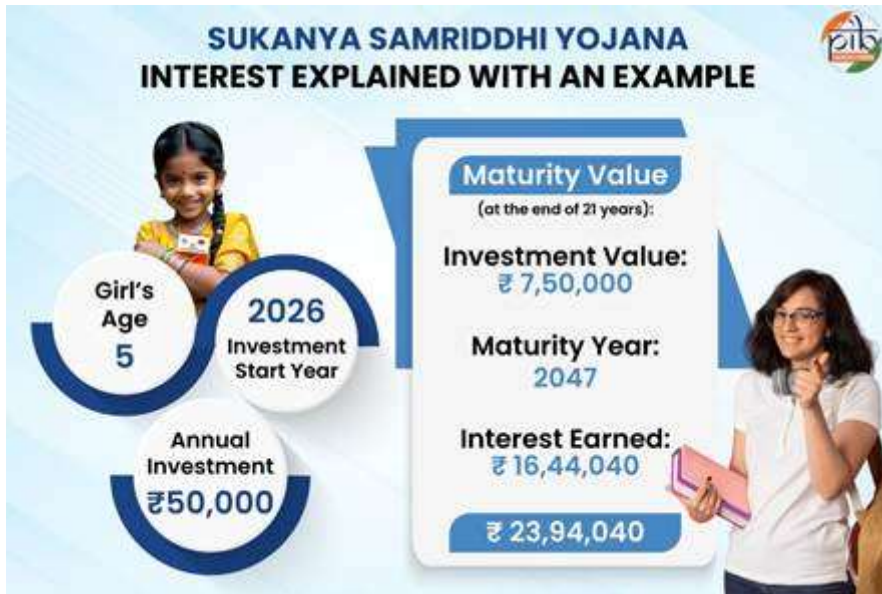 SUKANYA SAMRIDDHI YOJANA
INTEREST EXPLAINED WITH AN EXAMPLE
pib
Girl's
Age
5
2026
Investment
Start Year
Annual
Investment
₹50,000
Maturity Value
(at the end of 21 years):
Investment Value:
₹ 7,50,000
Maturity Year:
2047
Interest Earned:
₹ 16,44,040
₹ 23,94,040